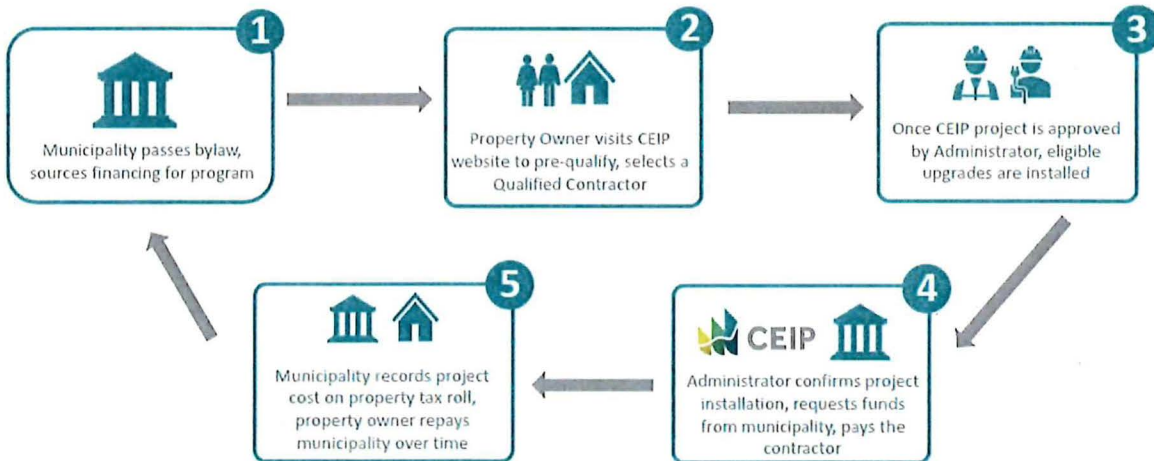 1
Municipality passes bylaw,
sources financing for program
2
Property Owner visits CEIP
website to pre-qualify, selects a
Qualified Contractor
3
Once CEIP project is approved
by Administrator, eligible
upgrades are installed
4
CEIP
Administrator confirms project
installation, requests funds
from municipality, pays the
contractor
5
Municipality records project
cost on property tax roll,
property owner repays
municipality over time